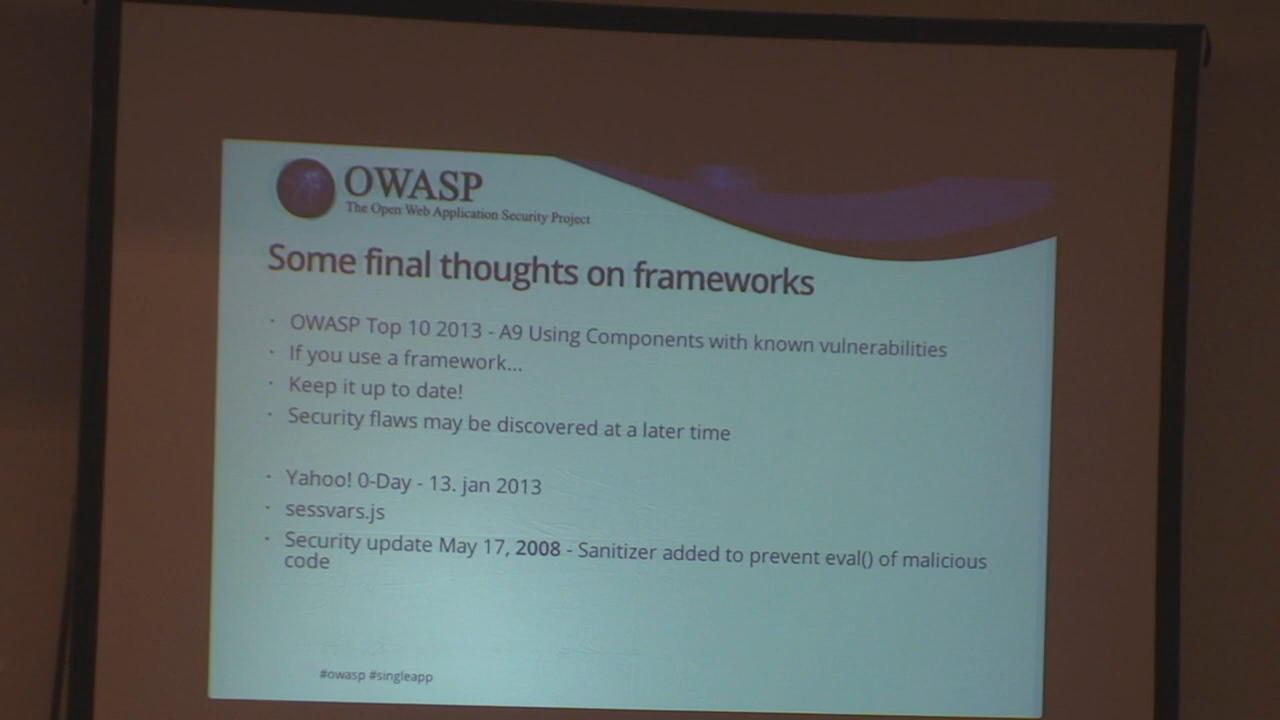 OWASP
The Open Web Application Security Project
Some final thoughts on frameworks
· OWASP Top 10 2013 - A9 Using Components with known vulnerabilities
· If you use a framework...
· Keep it up to date!
· Security flaws may be discovered at a later time
· Yahoo! 0-Day - 13. jan 2013
· sessvars.js
· Security update May 17, 2008 - Sanitizer added to prevent eval() of malicious
code
#owasp #singleapp